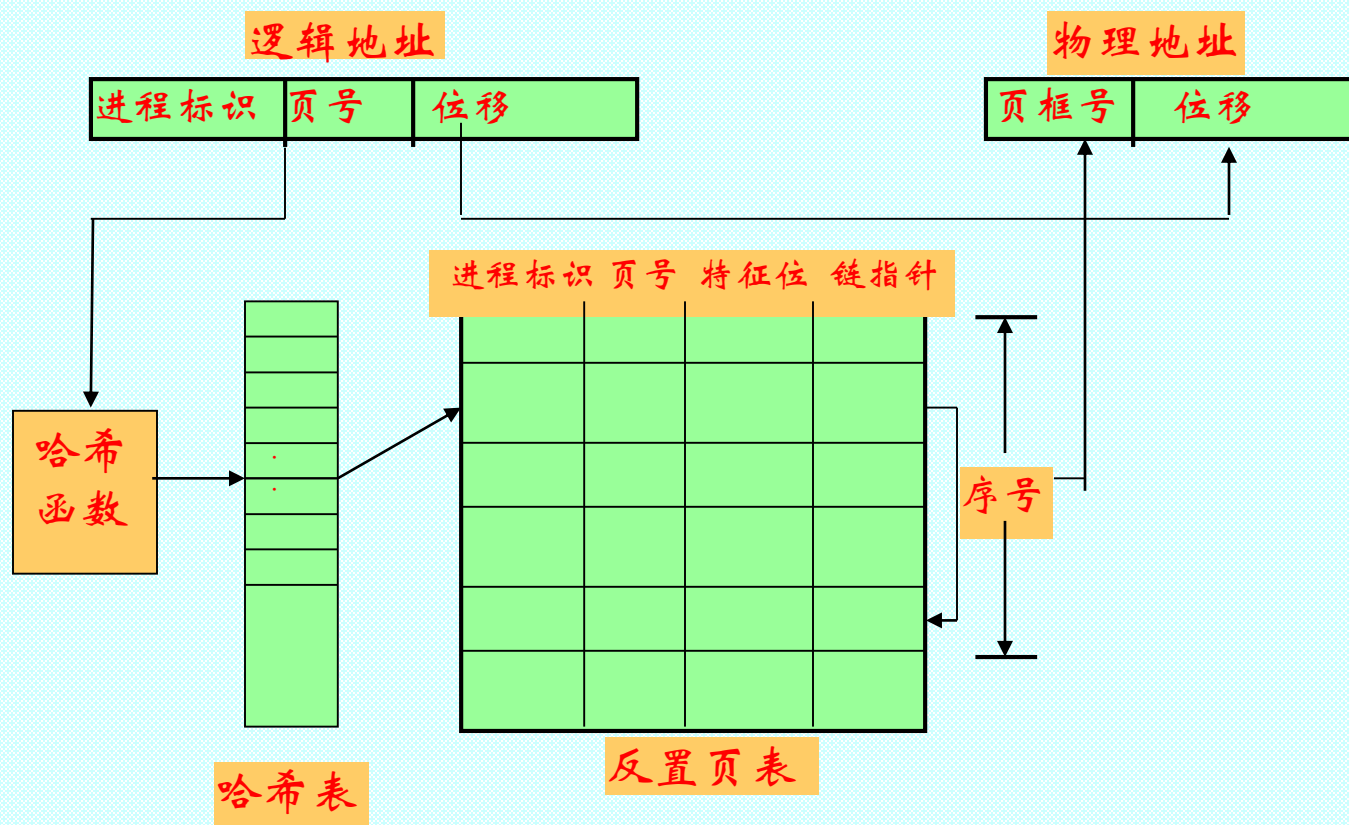 逻辑地址
物理地址
进程标识 页号 位移
页框号 位移
进程标识 页号 特征位 链指针
哈希
函数
序号
反置页表
哈希表